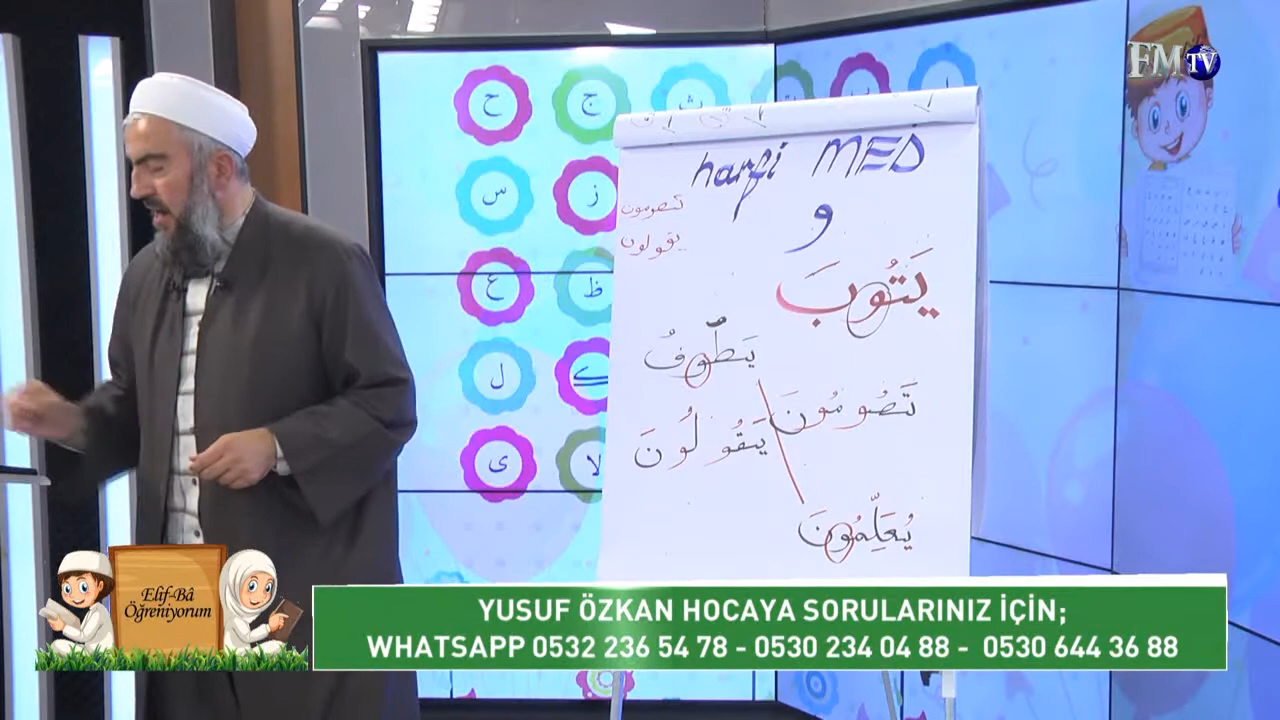 FM TV
ح ج ث
س ز
ع ظ
ل ك
ى لا
harfi MED
و
تصومون
يقولون
يَتُوبَ
يَطُوفُ
تَصُومُونَ
يَقُولُونَ
يُعَلِّمُونَ
Elif-Bâ
Öğreniyorum
YUSUF ÖZKAN HOCAYA SORULARINIZ İÇİN;
WHATSAPP 0532 236 54 78 - 0530 234 04 88 - 0530 644 36 88